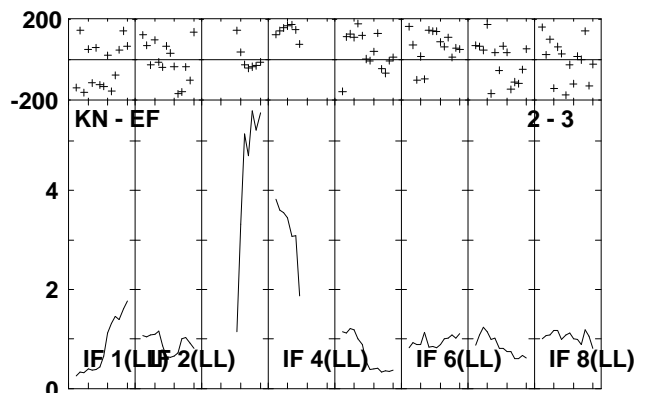 200
-200
KN - EF 2 - 3
4
2
IF 1(LL) IF 2(LL) IF 4(LL) IF 6(LL) IF 8(LL)
0